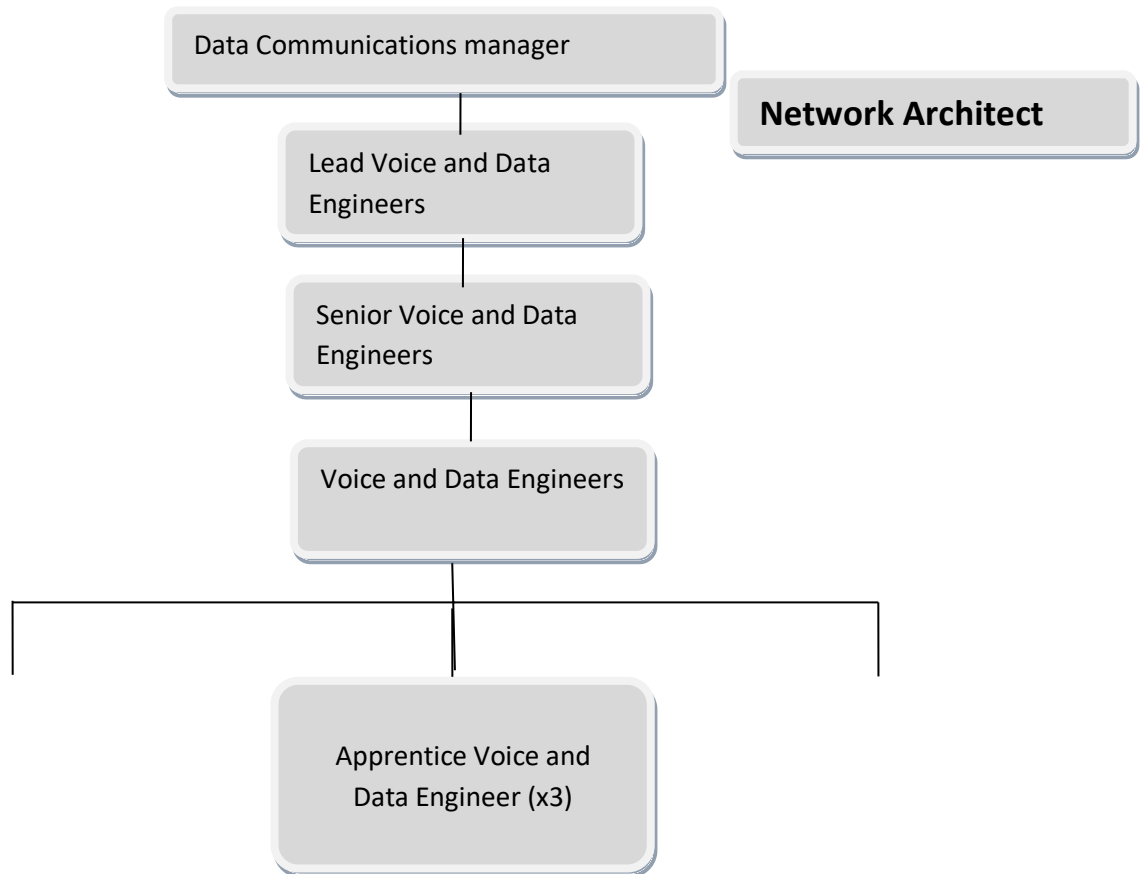 Data Communications manager
Network Architect
Lead Voice and Data
Engineers
Senior Voice and Data
Engineers
Voice and Data Engineers
Apprentice Voice and
Data Engineer (x3)